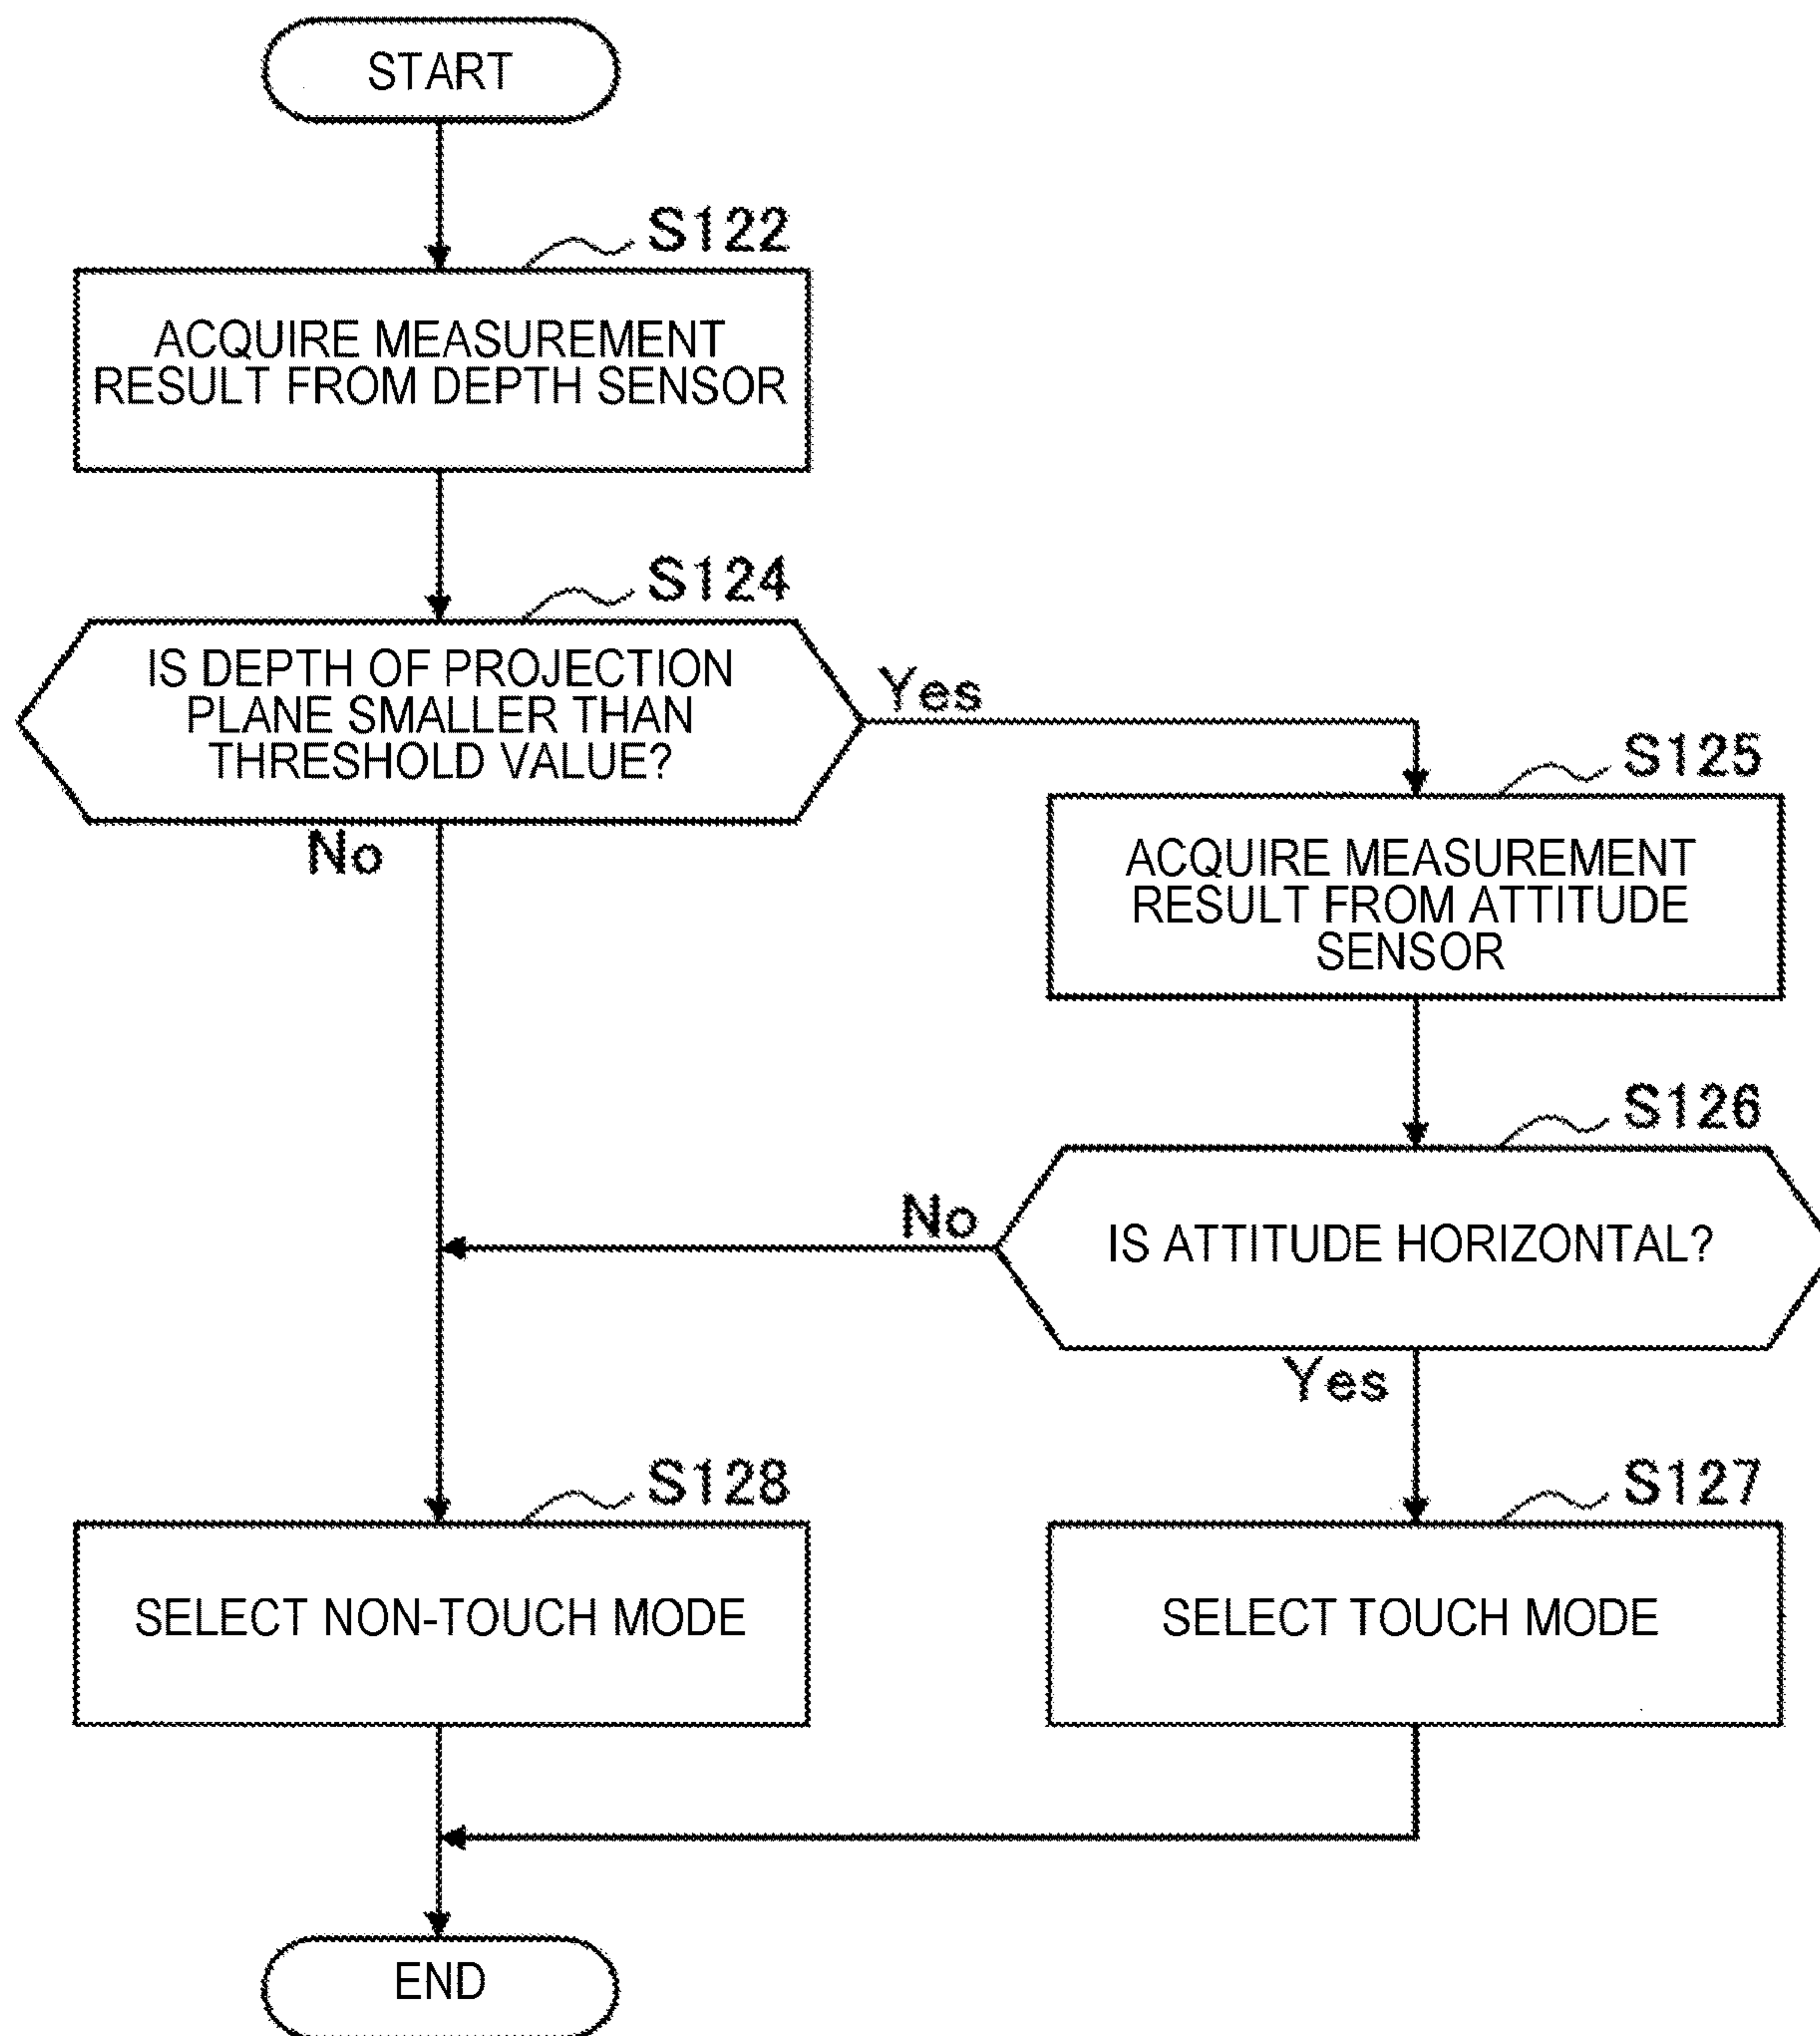 START
S122
ACQUIRE MEASUREMENT
RESULT FROM DEPTH SENSOR
S124
IS DEPTH OF PROJECTION
PLANE SMALLER THAN
THRESHOLD VALUE?
Yes
No
S125
ACQUIRE MEASUREMENT
RESULT FROM ATTITUDE
SENSOR
S126
IS ATTITUDE HORIZONTAL?
No
Yes
S128
SELECT NON-TOUCH MODE
S127
SELECT TOUCH MODE
END